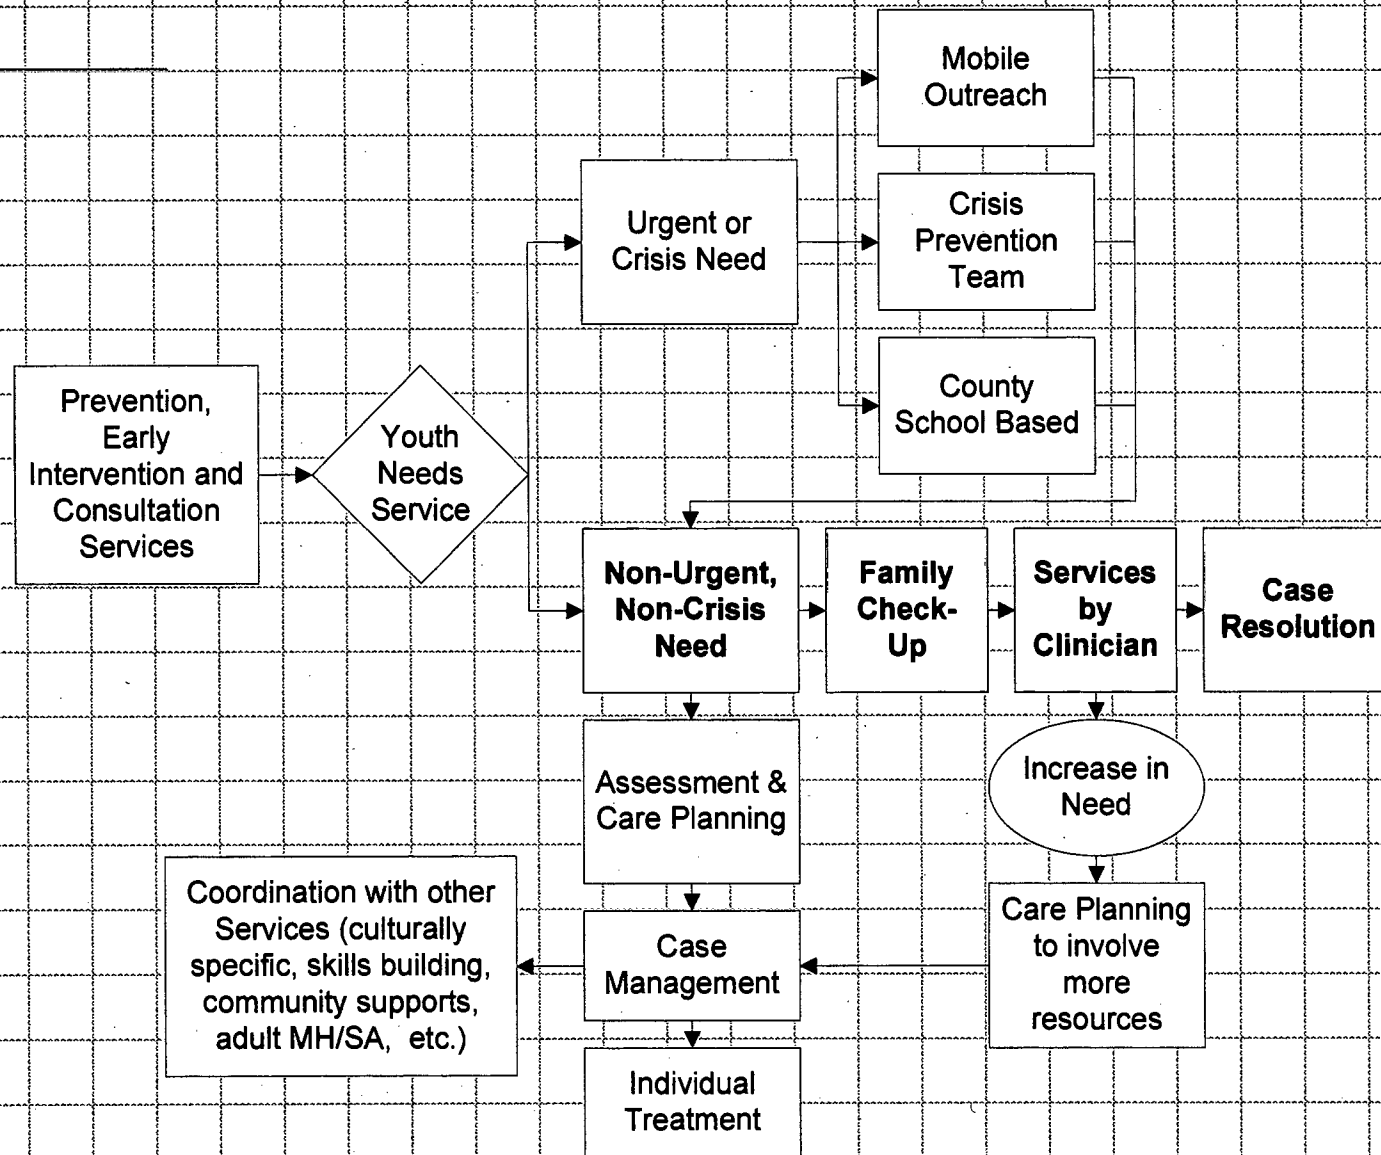 Mobile
Outreach
Urgent or
Crisis Need
Crisis
Prevention
Team
County
School Based
Prevention,
Early
Intervention and
Consultation
Services
Youth
Needs
Service
Non-Urgent,
Non-Crisis
Need
Family
Check-
Up
Services
by
Clinician
Case
Resolution
Assessment &
Care Planning
Increase in
Need
Coordination with other
Services (culturally
specific, skills building,
community supports,
adult MH/SA, etc.)
Case
Management
Care Planning
to involve
more
resources
Individual
Treatment